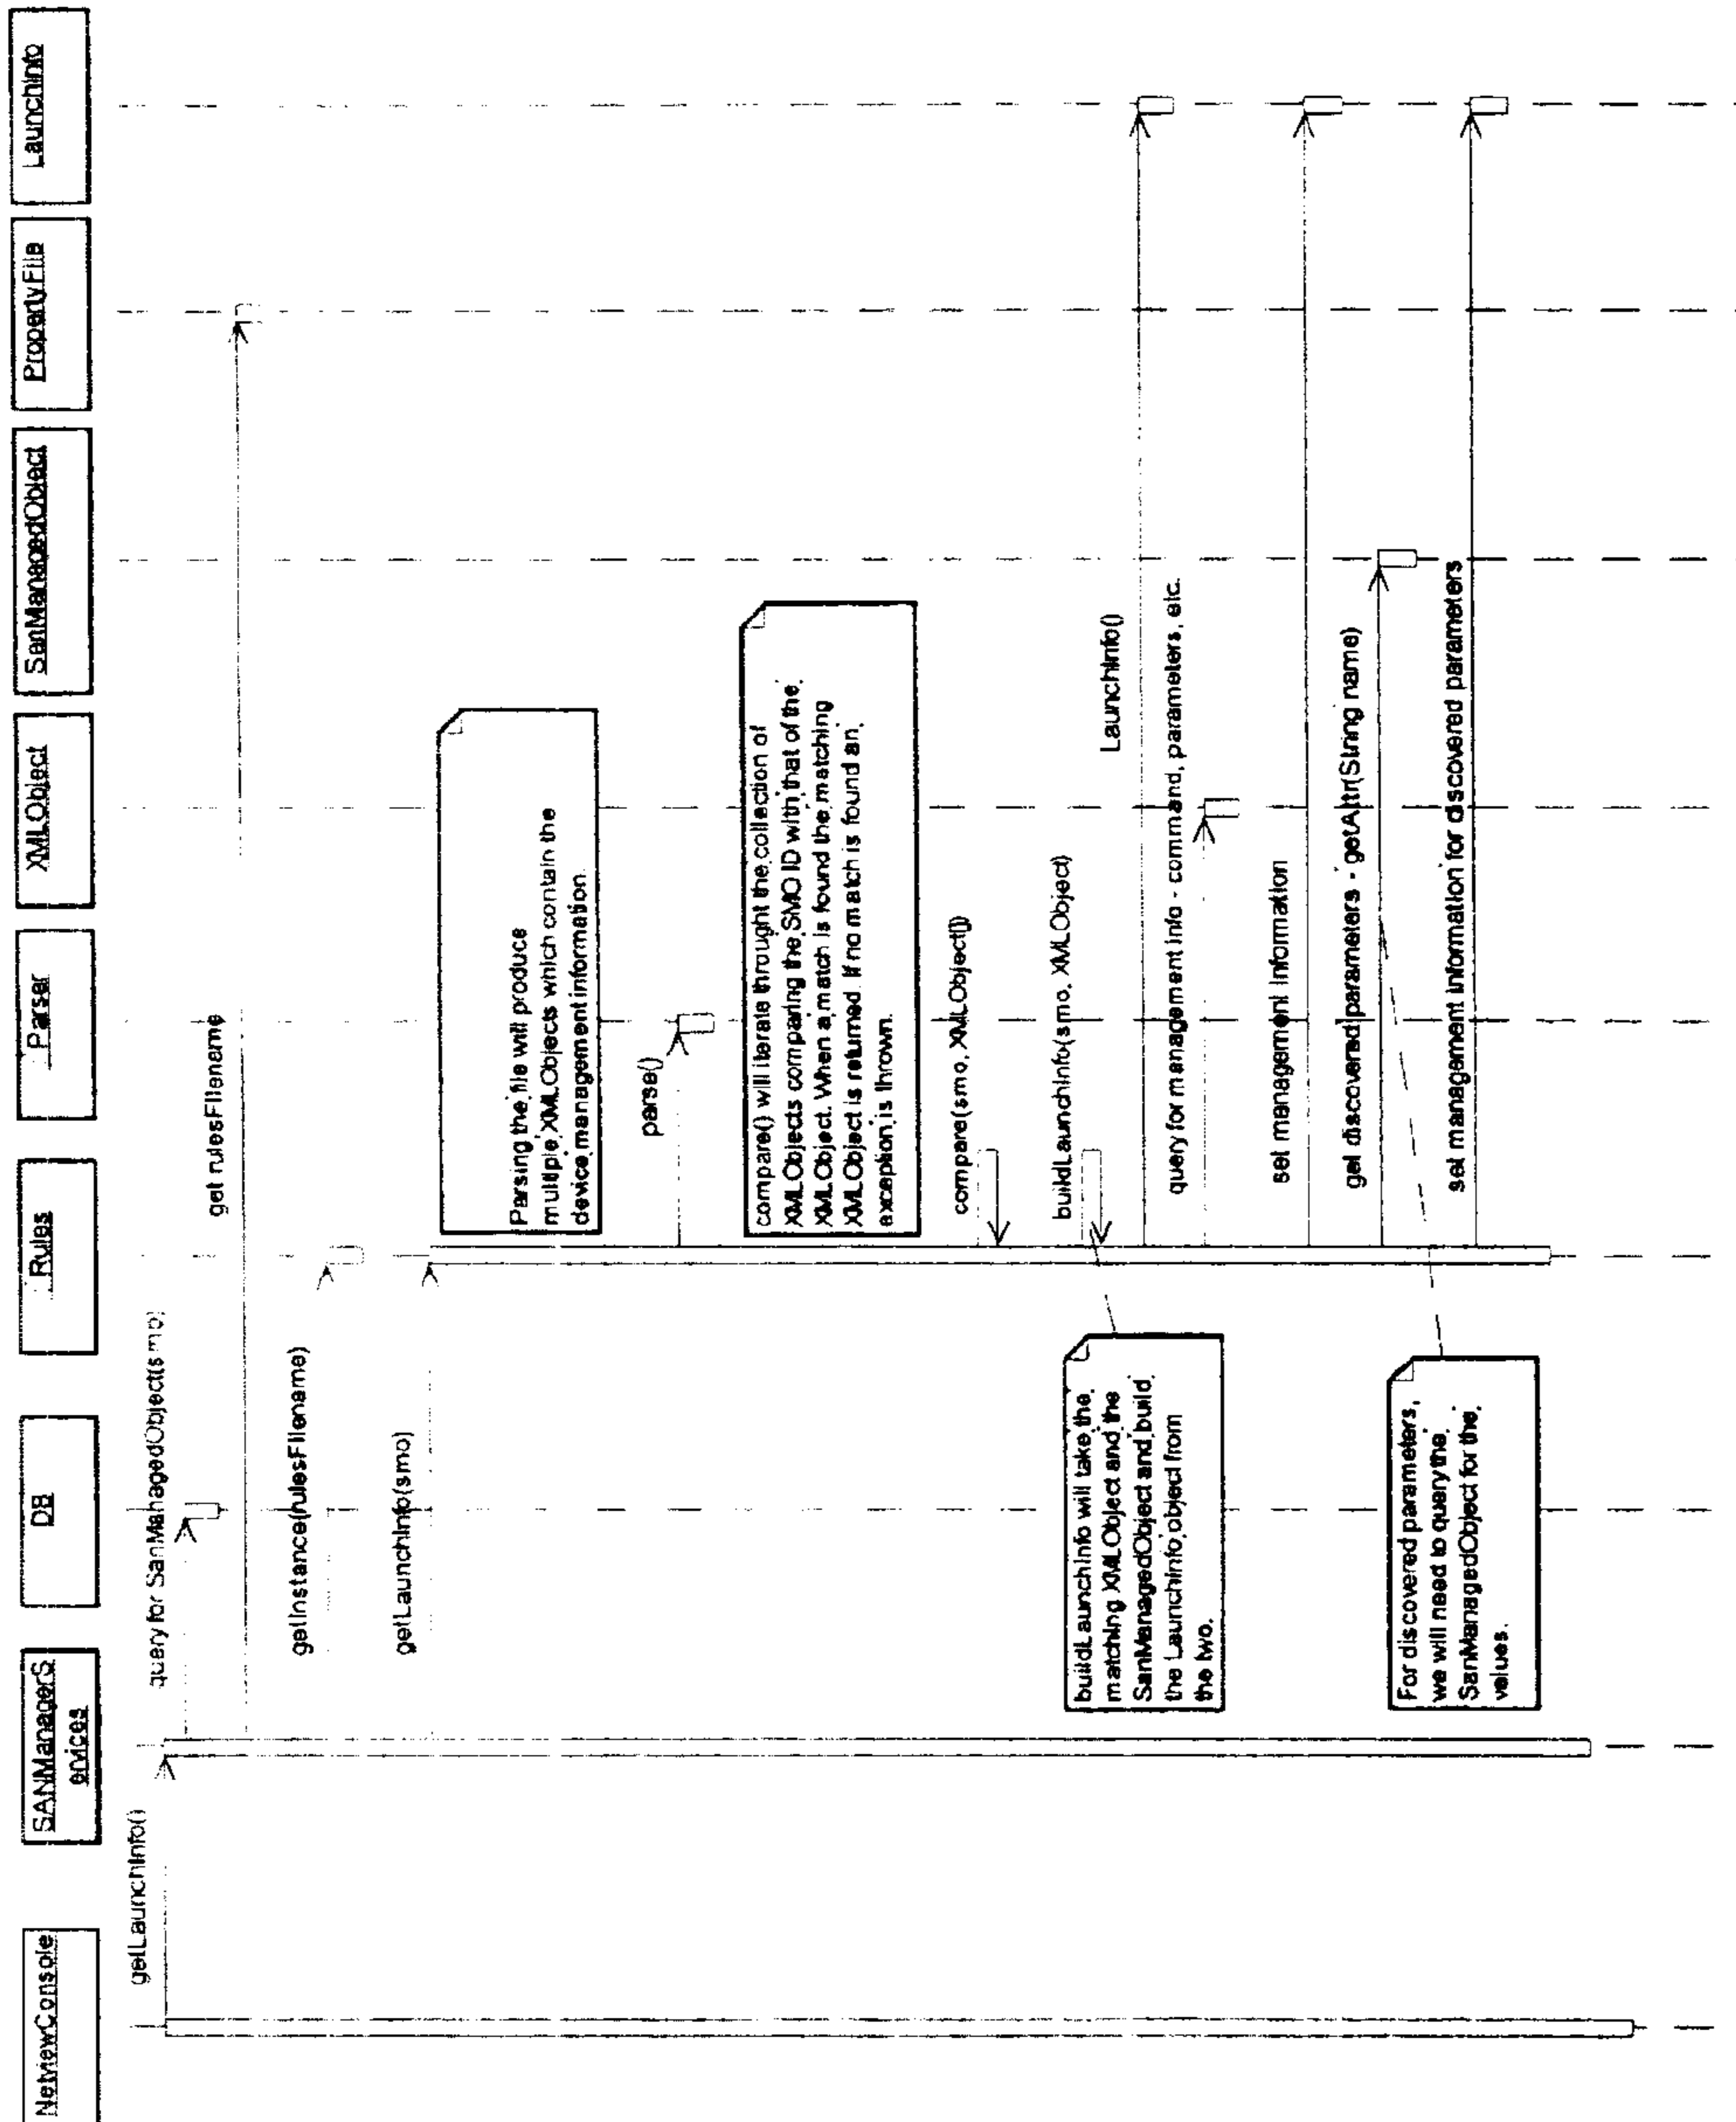 NetviewConsole
SANManagerS
ervices
DB
Rules
Parser
XMLObject
SanManagedObject
PropertyFile
LaunchInfo
getLaunchInfo()
query for SanManagedObject(smo)
get rulesFilename
getInstance(rulesFilename)
getLaunchInfo(smo)
Parsing the file will produce
multiple XMLObjects which contain the
device management information.
parse()
compare() will iterate throught the collection of
XMLObjects comparing the SMO ID with that of the
XMLObject. When a match is found the matching
XMLObject is returned. If no match is found an
exception is thrown.
compare(smo, XMLObject[])
buildLaunchInfo(smo, XMLObject)
buildLaunchInfo will take the
matching XMLObject and the
SanManagedObject and build
the LaunchInfo object from
the two.
LaunchInfo()
query for management info - command, parameters, etc.
set management information
get discovered parameters - getAttr(String name)
For discovered parameters,
we will need to query the
SanManagedObject for the
values.
set management information for discovered parameters